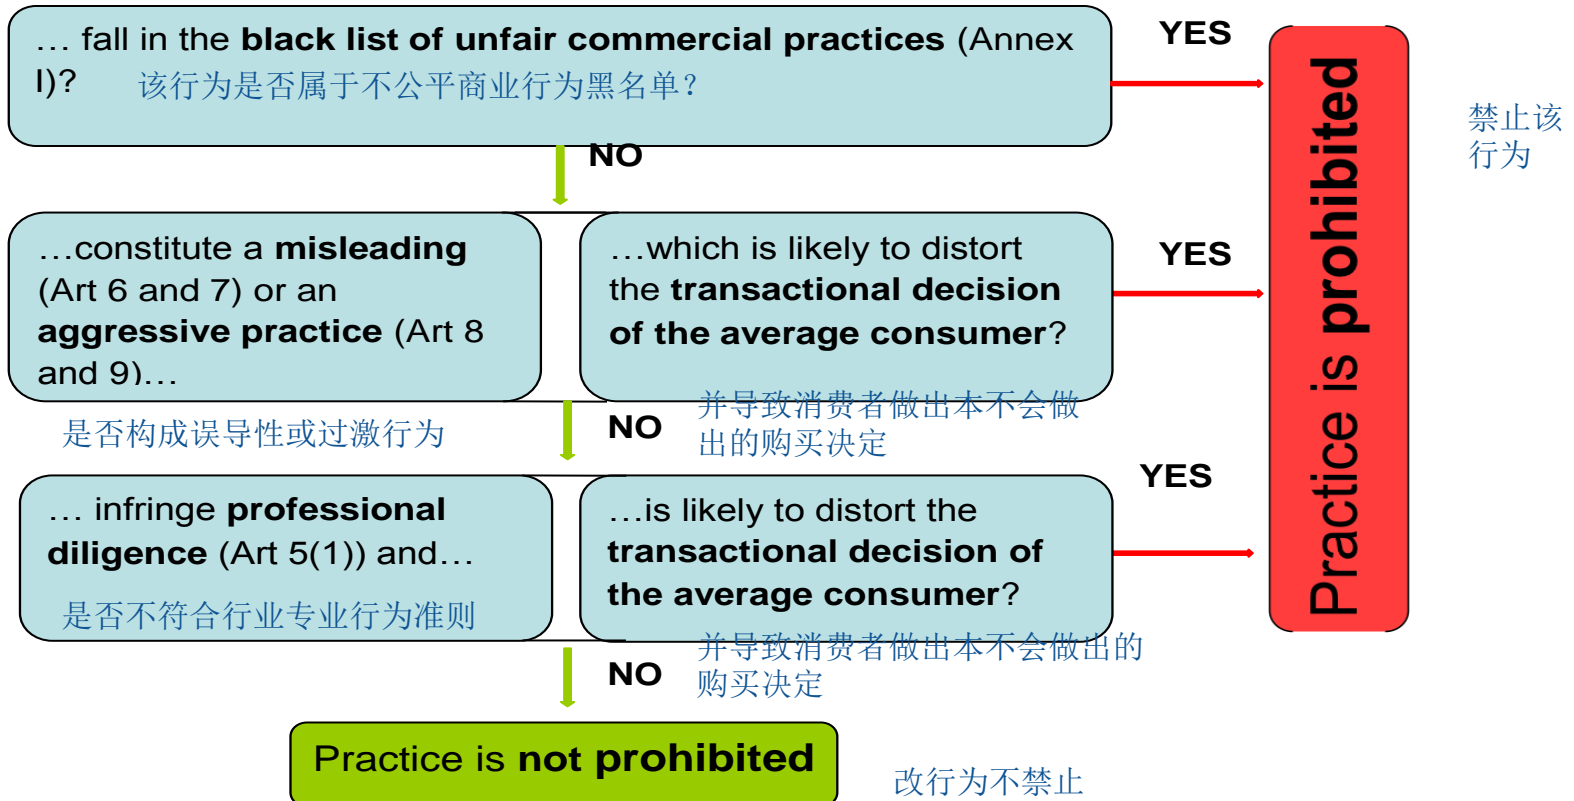 … fall in the black list of unfair commercial practices (Annex
I)?
该行为是否属于不公平商业行为黑名单？
YES
NO
…constitute a misleading
(Art 6 and 7) or an
aggressive practice (Art 8
and 9)…
是否构成误导性或过激行为
…which is likely to distort
the transactional decision
of the average consumer?
并导致消费者做出本不会做
出的购买决定
YES
NO
… infringe professional
diligence (Art 5(1)) and…
是否不符合行业专业行为准则
…is likely to distort the
transactional decision of
the average consumer?
并导致消费者做出本不会做出的
购买决定
YES
NO
Practice is not prohibited
改行为不禁止
Practice is prohibited
禁止该
行为